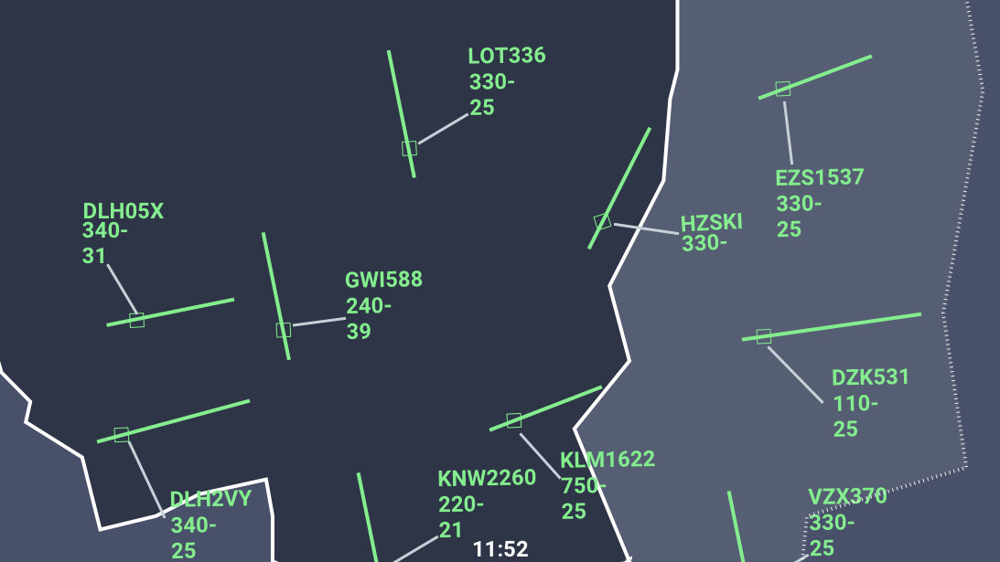 LOT336
330-
25
EZS1537
330-
25
DLH05X
340-
31
HZSKI
330-
GWI588
240-
39
DZK531
110-
25
KLM1622
750-
25
KNW2260
220-
21
DLH2VY
340-
25
VZX370
330-
25
11:52